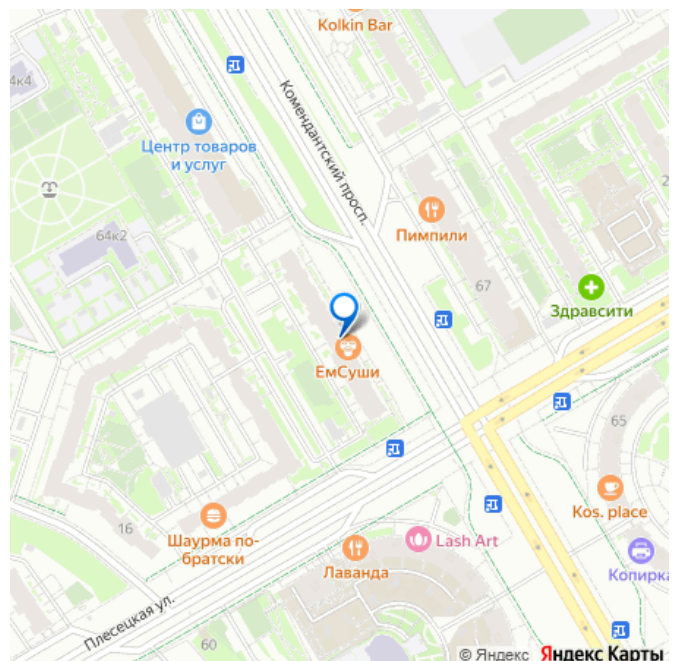 Kolkin Bar
64к4
Комендантский просп.
Центр товаров
и услуг
64к2
Пимпили
67
Здравсити
ЕмСуши
65
Kos. place
16
Шаурма по-
братски
Lash Art
Лаванда
Копирка
Плесецкая ул.
60
© Яндекс Яндекс Карты